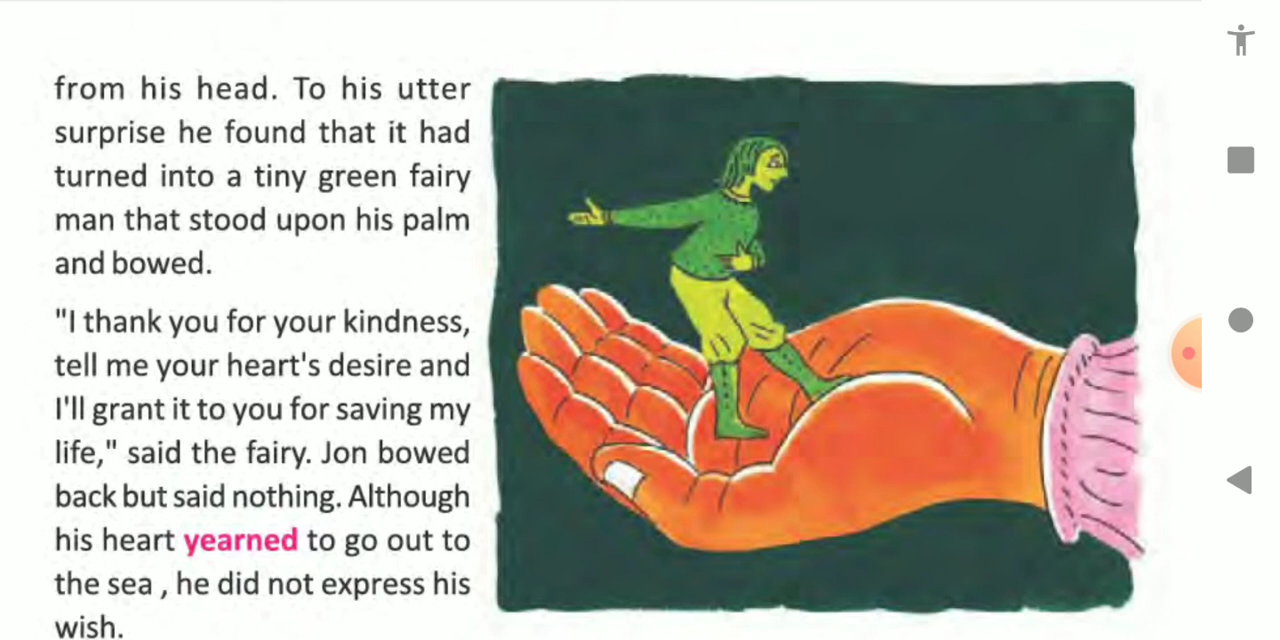 from his head. To his utter
surprise he found that it had
turned into a tiny green fairy
man that stood upon his palm
and bowed.
"I thank you for your kindness,
tell me your heart's desire and
I'll grant it to you for saving my
life," said the fairy. Jon bowed
back but said nothing. Although
his heart yearned to go out to
the sea , he did not express his
wish.